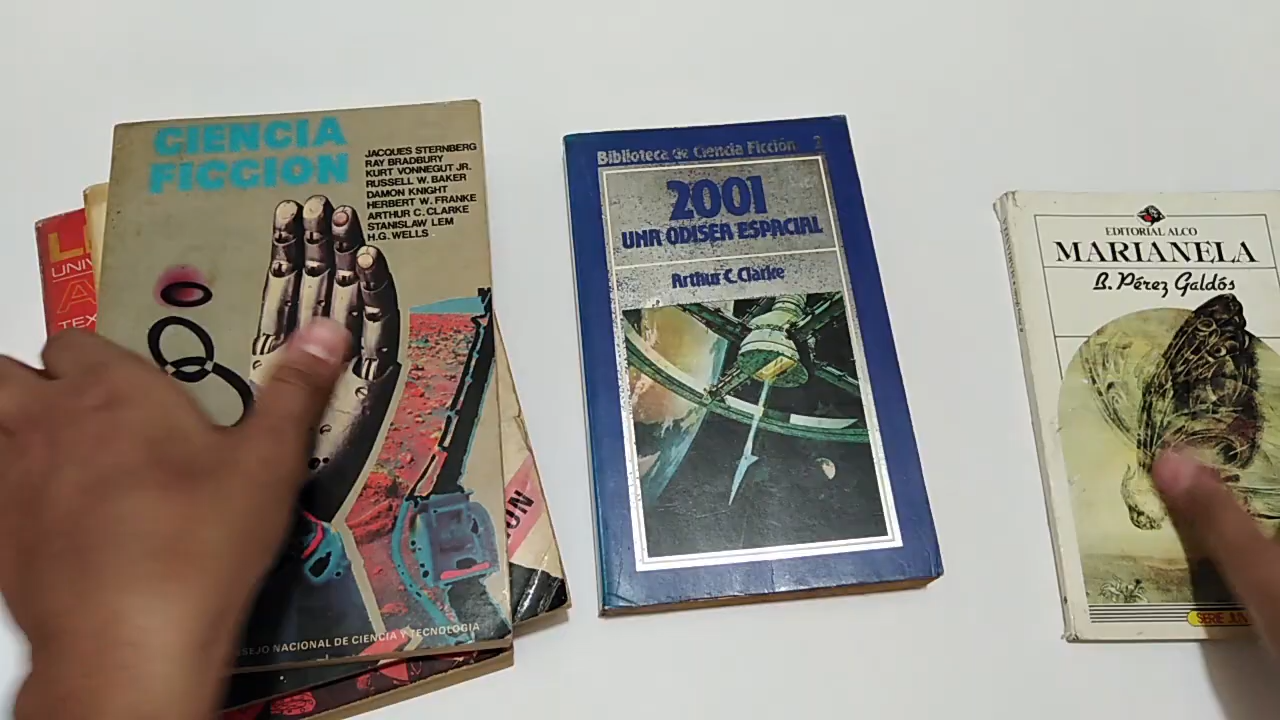 CIENCIA
FICCION
JACQUES STERNBERG
RAY BRADBURY
KURT VONNEGUT JR.
RUSSELL W. BAKER
DAMON KNIGHT
HERBERT W. FRANKE
ARTHUR C. CLARKE
STANISLAW LEM
H.G. WELLS
NACIONAL DE CIENCIA Y TECNOLOGIA
Biblioteca de Ciencia Ficción 2
2001
UNA ODISEA ESPACIAL
Arthur C. Clarke
EDITORIAL ALCO
MARIANELA
B. Pérez Galdós
SERIE